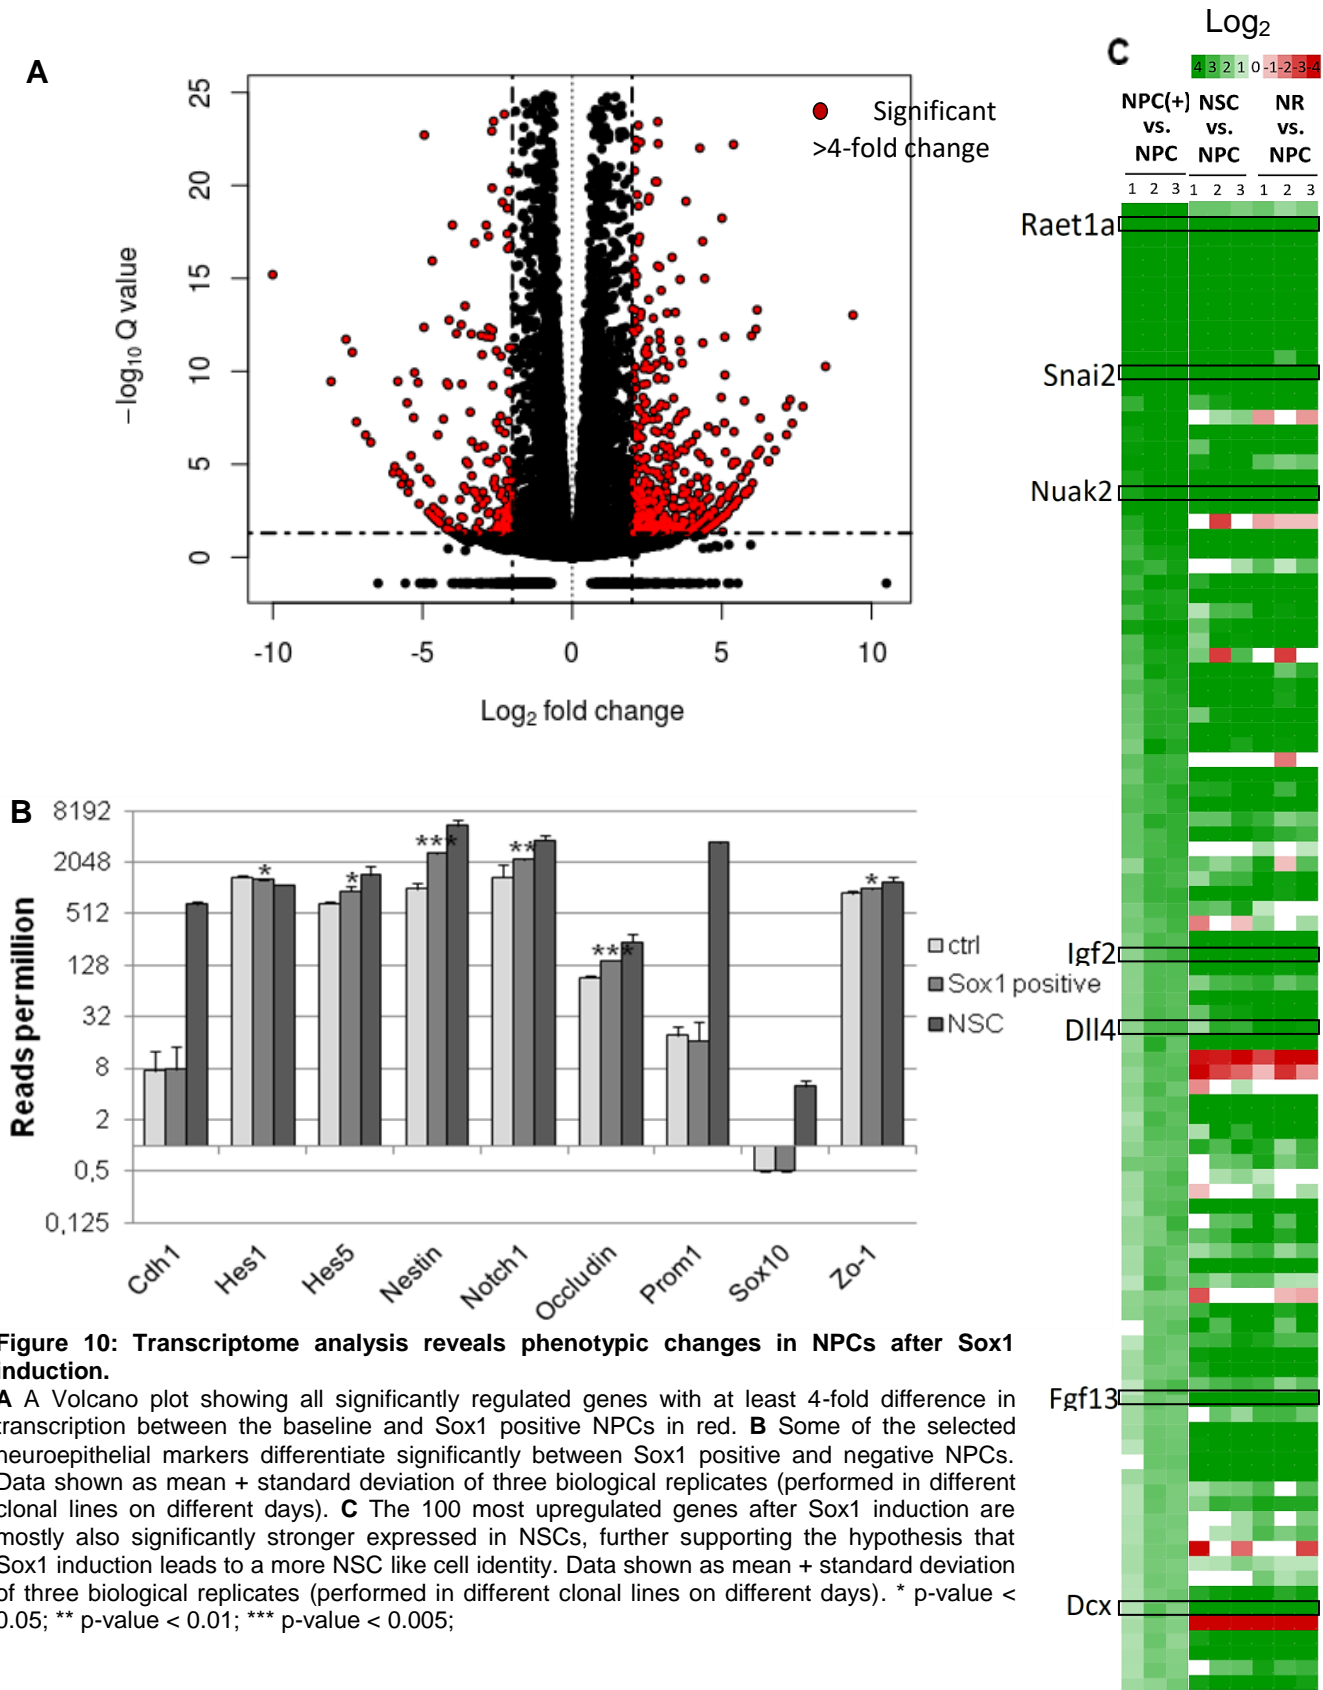 A
25
20
15
10
5
0
−log10 Q value
-10
-5
0
5
10
Log2 fold change
Significant
>4-fold change
B
8192
2048
512
128
32
8
2
0,5
0,125
Reads per million
***
**
*
*
***
*
Cdh1
Hes1
Hes5
Nestin
Notch1
Occludin
Prom1
Sox10
Zo-1
ctrl
Sox1 positive
NSC
C
Log2
4 3 2 1 0 -1 -2 -3 -4
NPC(+) vs. NPC
NSC vs. NPC
NR vs. NPC
1 2 3 1 2 3 1 2 3
Raet1a
Snai2
Nuak2
Igf2
Dll4
Fgf13
Dcx
Figure 10: Transcriptome analysis reveals phenotypic changes in NPCs after Sox1
induction.
A A Volcano plot showing all significantly regulated genes with at least 4-fold difference in
transcription between the baseline and Sox1 positive NPCs in red. B Some of the selected
neuroepithelial markers differentiate significantly between Sox1 positive and negative NPCs.
Data shown as mean + standard deviation of three biological replicates (performed in different
clonal lines on different days). C The 100 most upregulated genes after Sox1 induction are
mostly also significantly stronger expressed in NSCs, further supporting the hypothesis that
Sox1 induction leads to a more NSC like cell identity. Data shown as mean + standard deviation
of three biological replicates (performed in different clonal lines on different days). * p-value <
0.05; ** p-value < 0.01; *** p-value < 0.005;